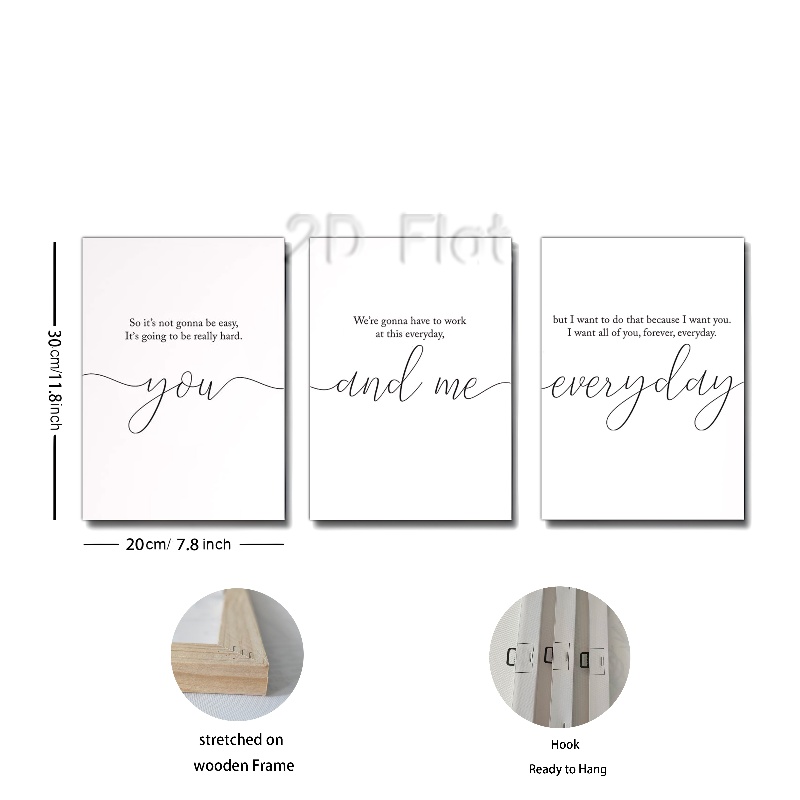 2D Flat
So it's not gonna be easy,
It's going to be really hard.
you
We're gonna have to work
at this everyday,
and me
but I want to do that because I want you.
I want all of you, forever, everyday.
everyday
30cm/11.8inch
20cm/ 7.8 inch
stretched on
wooden Frame
Hook
Ready to Hang